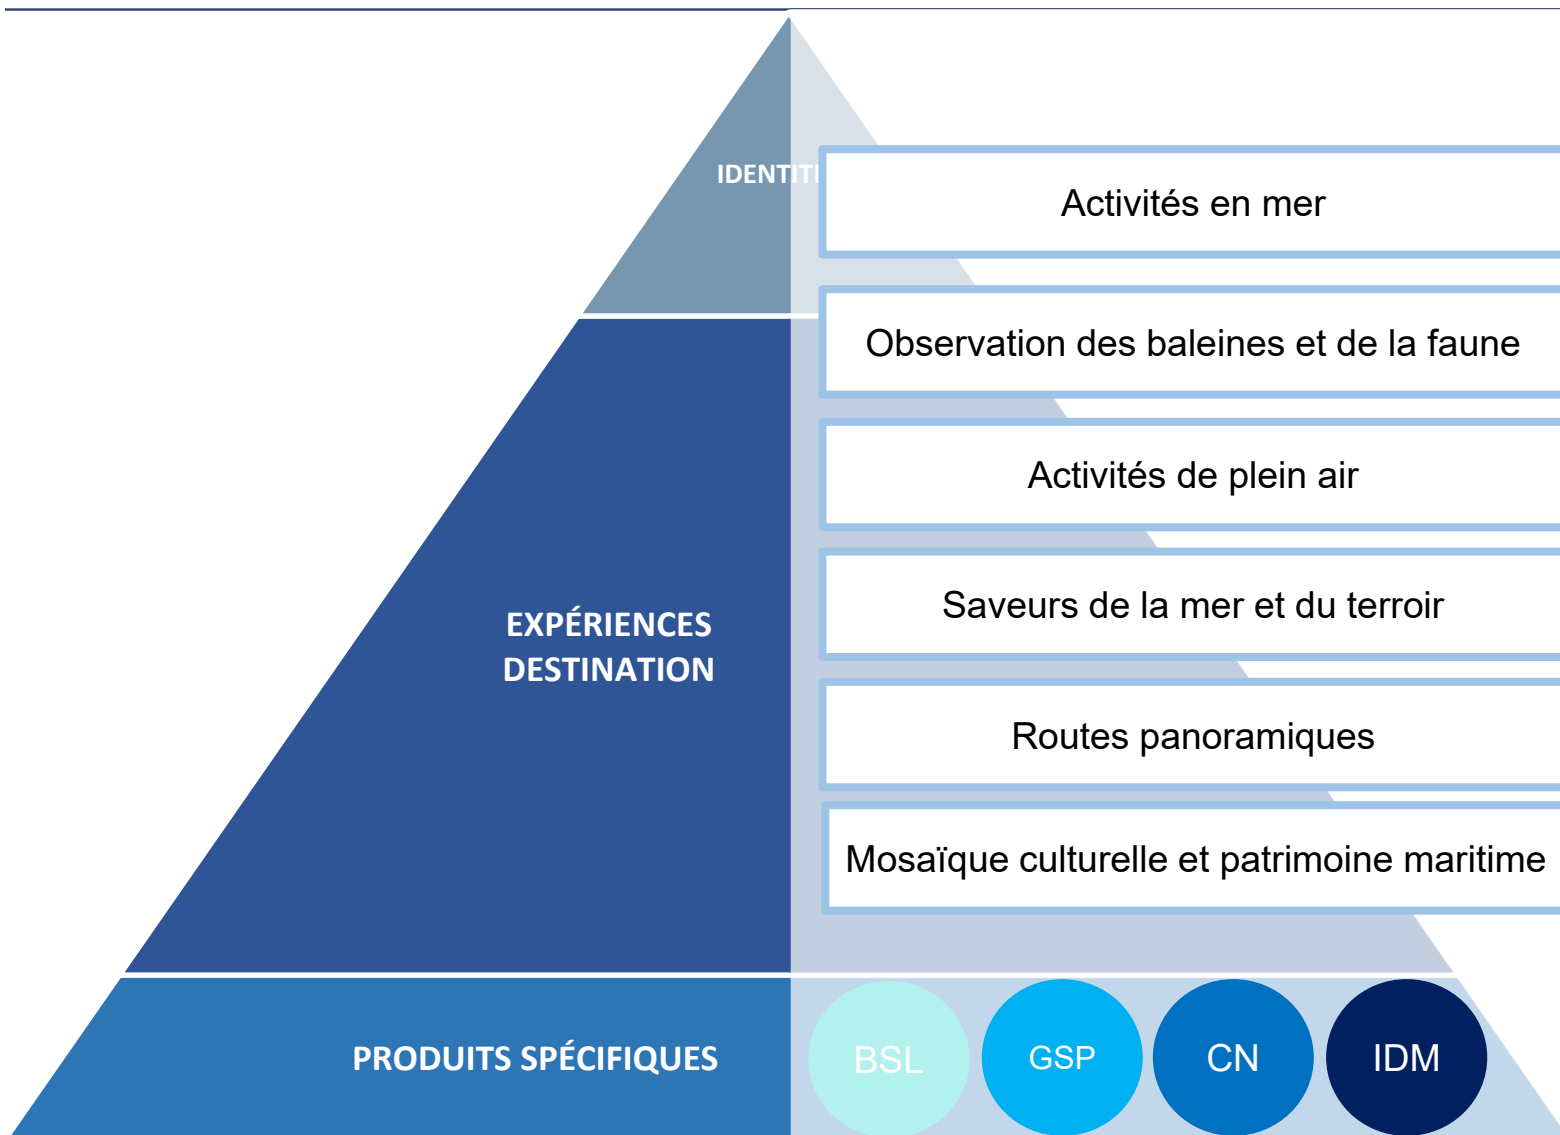 Activités en mer
Observation des baleines et de la faune
Activités de plein air
EXPÉRIENCES
DESTINATION
Saveurs de la mer et du terroir
Routes panoramiques
Mosaïque culturelle et patrimoine maritime
PRODUITS SPÉCIFIQUES
BSL
GSP
CN
IDM